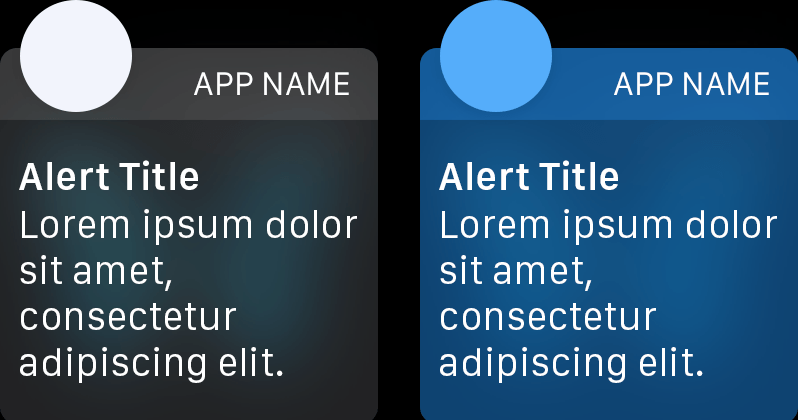 APP NAME
Alert Title
Lorem ipsum dolor
sit amet,
consectetur
adipiscing elit.
APP NAME
Alert Title
Lorem ipsum dolor
sit amet,
consectetur
adipiscing elit.